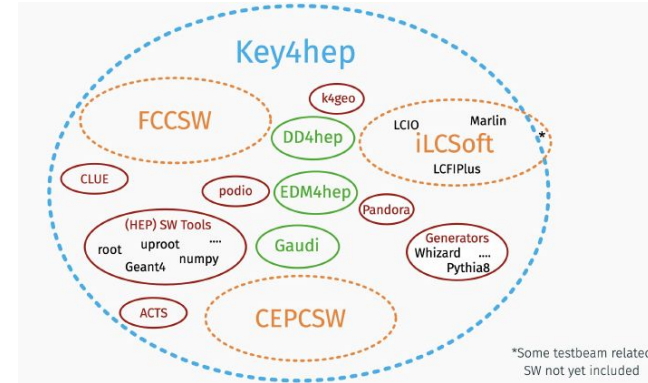 Key4hep
k4geo
FCCSW
LCIO
Marlin
DD4hep
iLCSoft
*
LCFIPlus
CLUE
podio
EDM4hep
Pandora
(HEP) SW Tools
root
uproot
....
Geant4
numpy
Gaudi
Generators
Whizard
....
Pythia8
ACTS
CEPCSW
*Some testbeam related
SW not yet included